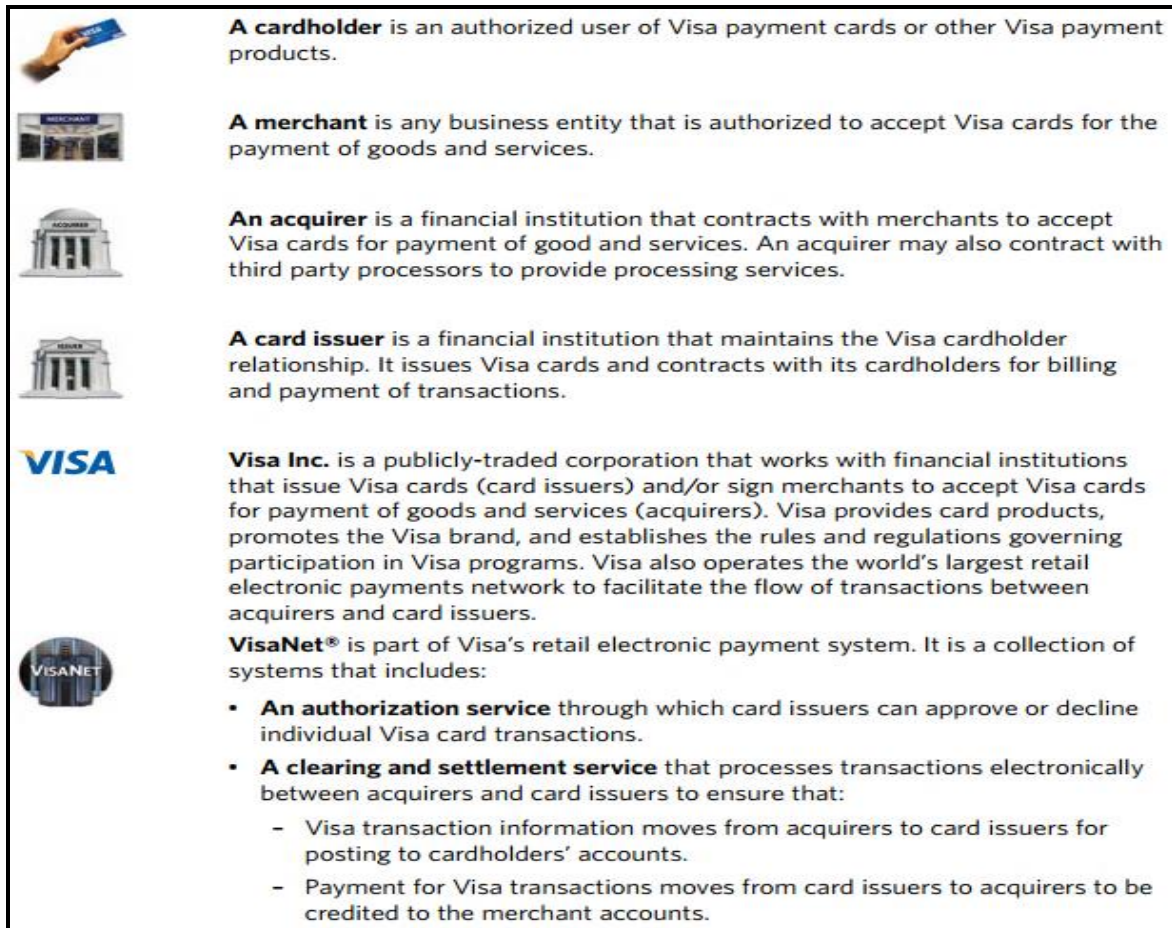 VISA
A cardholder is an authorized user of Visa payment cards or other Visa payment
products.
MERCHANT
A merchant is any business entity that is authorized to accept Visa cards for the
payment of goods and services.
ACQUIRER
An acquirer is a financial institution that contracts with merchants to accept
Visa cards for payment of good and services. An acquirer may also contract with
third party processors to provide processing services.
ISSUER
A card issuer is a financial institution that maintains the Visa cardholder
relationship. It issues Visa cards and contracts with its cardholders for billing
and payment of transactions.
VISA
Visa Inc. is a publicly-traded corporation that works with financial institutions
that issue Visa cards (card issuers) and/or sign merchants to accept Visa cards
for payment of goods and services (acquirers). Visa provides card products,
promotes the Visa brand, and establishes the rules and regulations governing
participation in Visa programs. Visa also operates the world’s largest retail
electronic payments network to facilitate the flow of transactions between
acquirers and card issuers.
VISANET
VisaNet® is part of Visa’s retail electronic payment system. It is a collection of
systems that includes:
• An authorization service through which card issuers can approve or decline
individual Visa card transactions.
• A clearing and settlement service that processes transactions electronically
between acquirers and card issuers to ensure that:
– Visa transaction information moves from acquirers to card issuers for
posting to cardholders’ accounts.
– Payment for Visa transactions moves from card issuers to acquirers to be
credited to the merchant accounts.